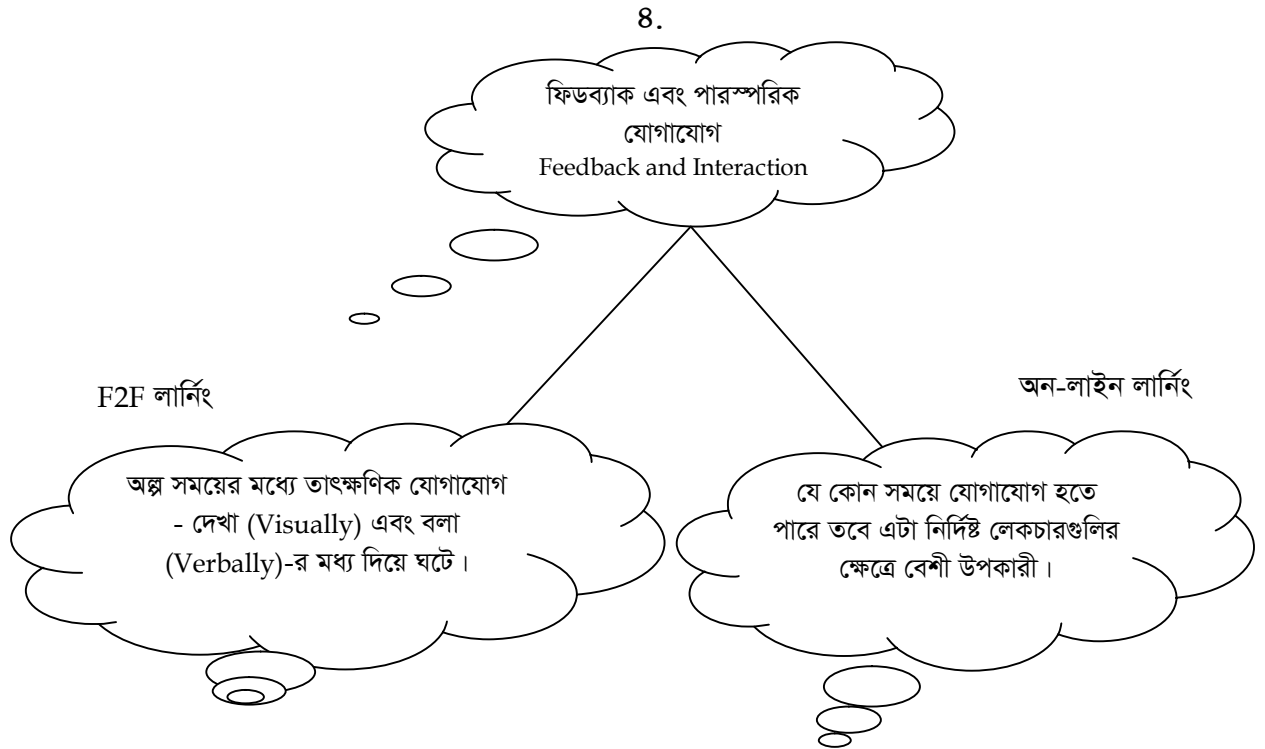 ৪.
ফিডব্যাক এবং পারস্পরিক
যোগাযোগ
Feedback and Interaction
F2F লার্নিং
অন-লাইন লার্নিং
অল্প সময়ের মধ্যে তাৎক্ষণিক যোগাযোগ
- দেখা (Visually) এবং বলা
(Verbally)-র মধ্য দিয়ে ঘটে।
যে কোন সময়ে যোগাযোগ হতে
পারে তবে এটা নির্দিষ্ট লেকচারগুলির
ক্ষেত্রে বেশী উপকারী।